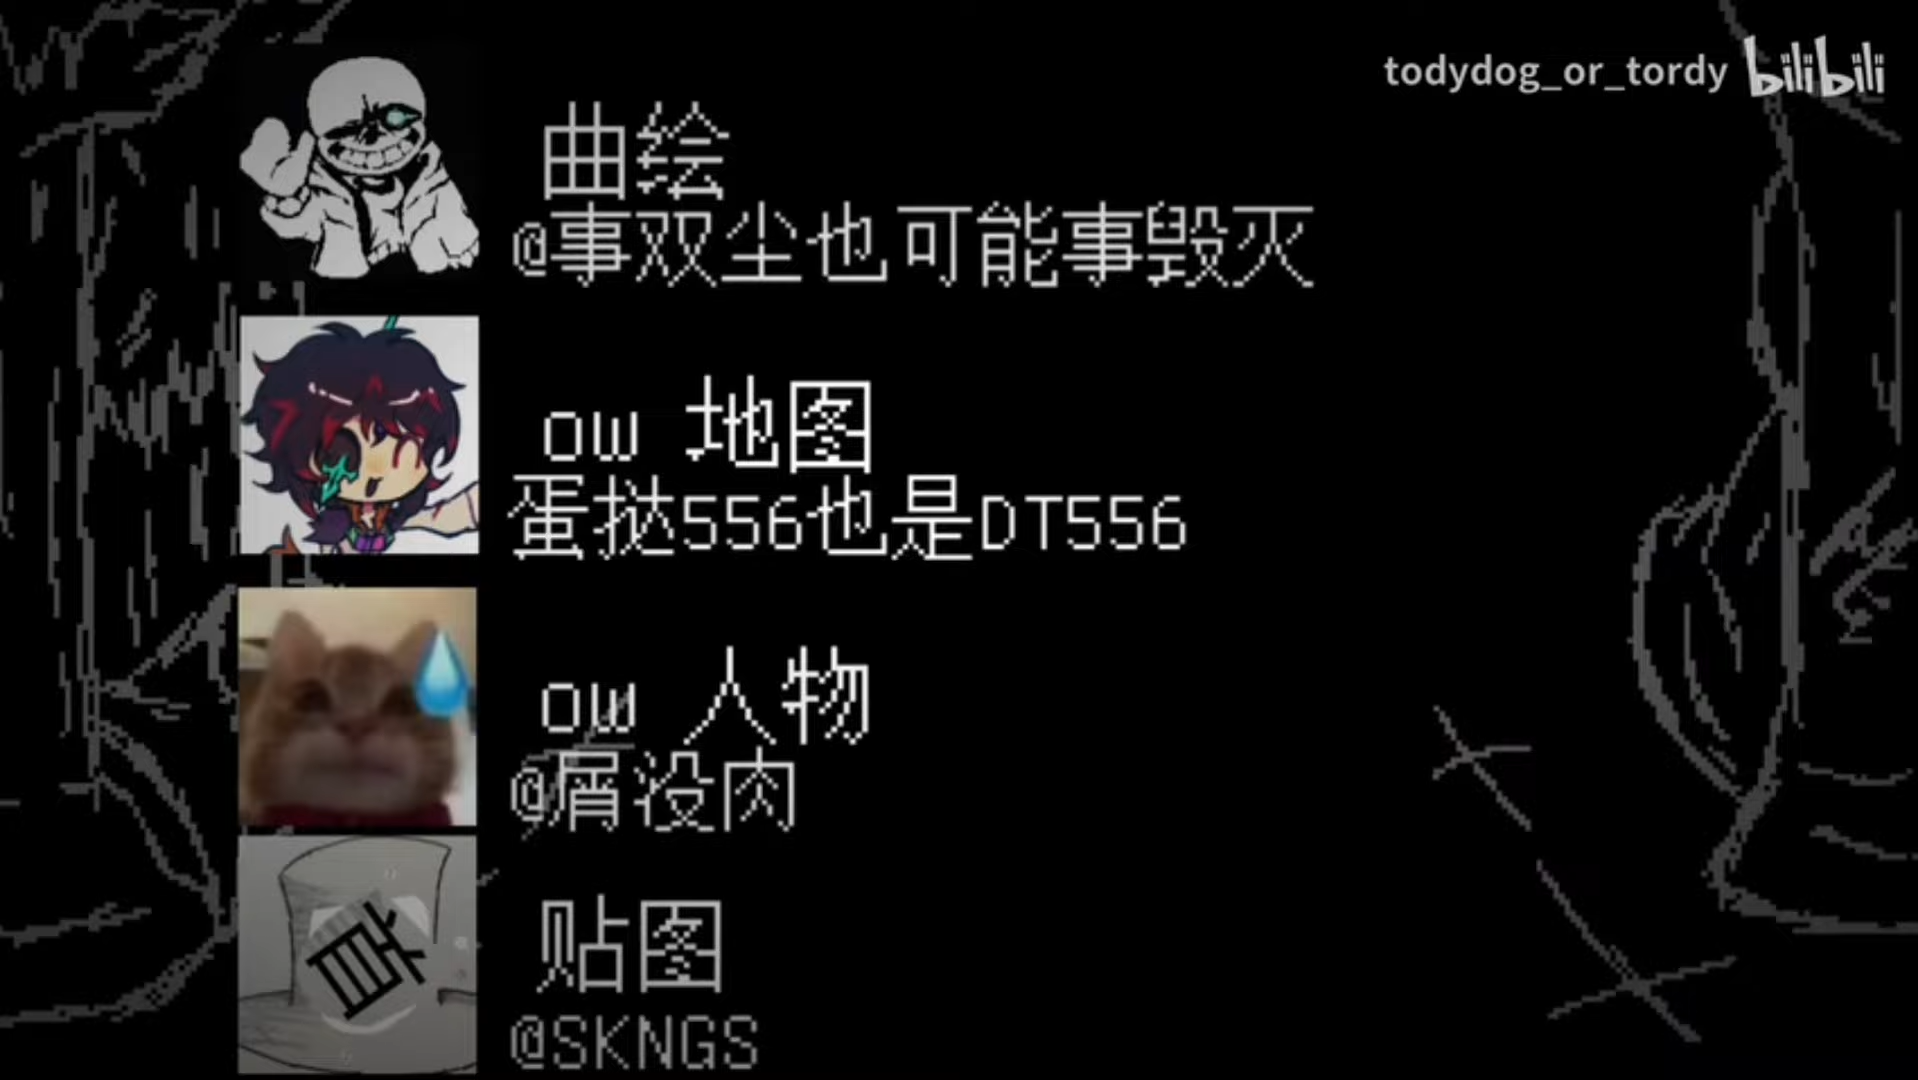 todydog_or_tordy bilibili
曲绘
@事双尘也可能事毁灭
ow 地图
蛋挞556也是DT556
ow 人物
@屑没肉
贴图
@SKNGS